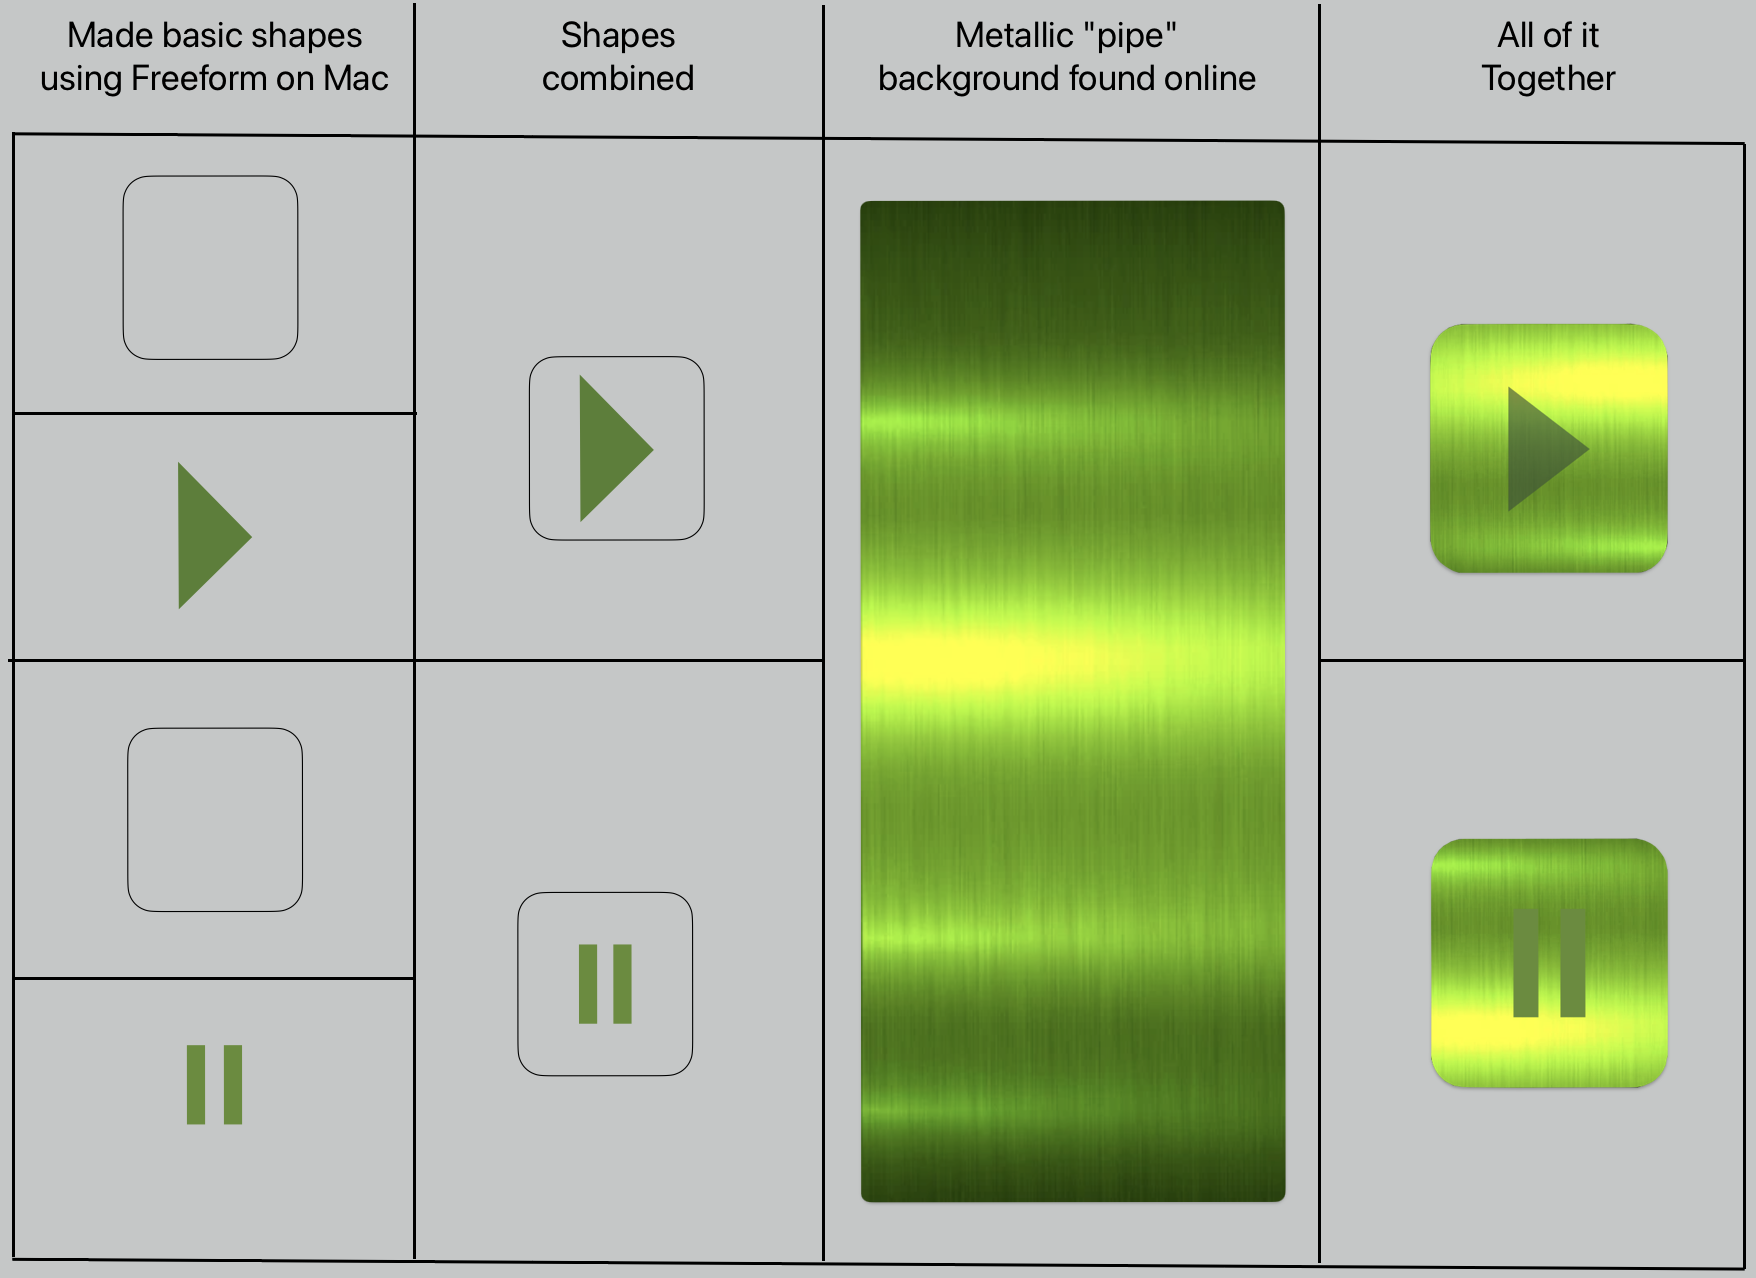 Made basic shapes
using Freeform on Mac
Shapes
combined
Metallic "pipe"
background found online
All of it
Together